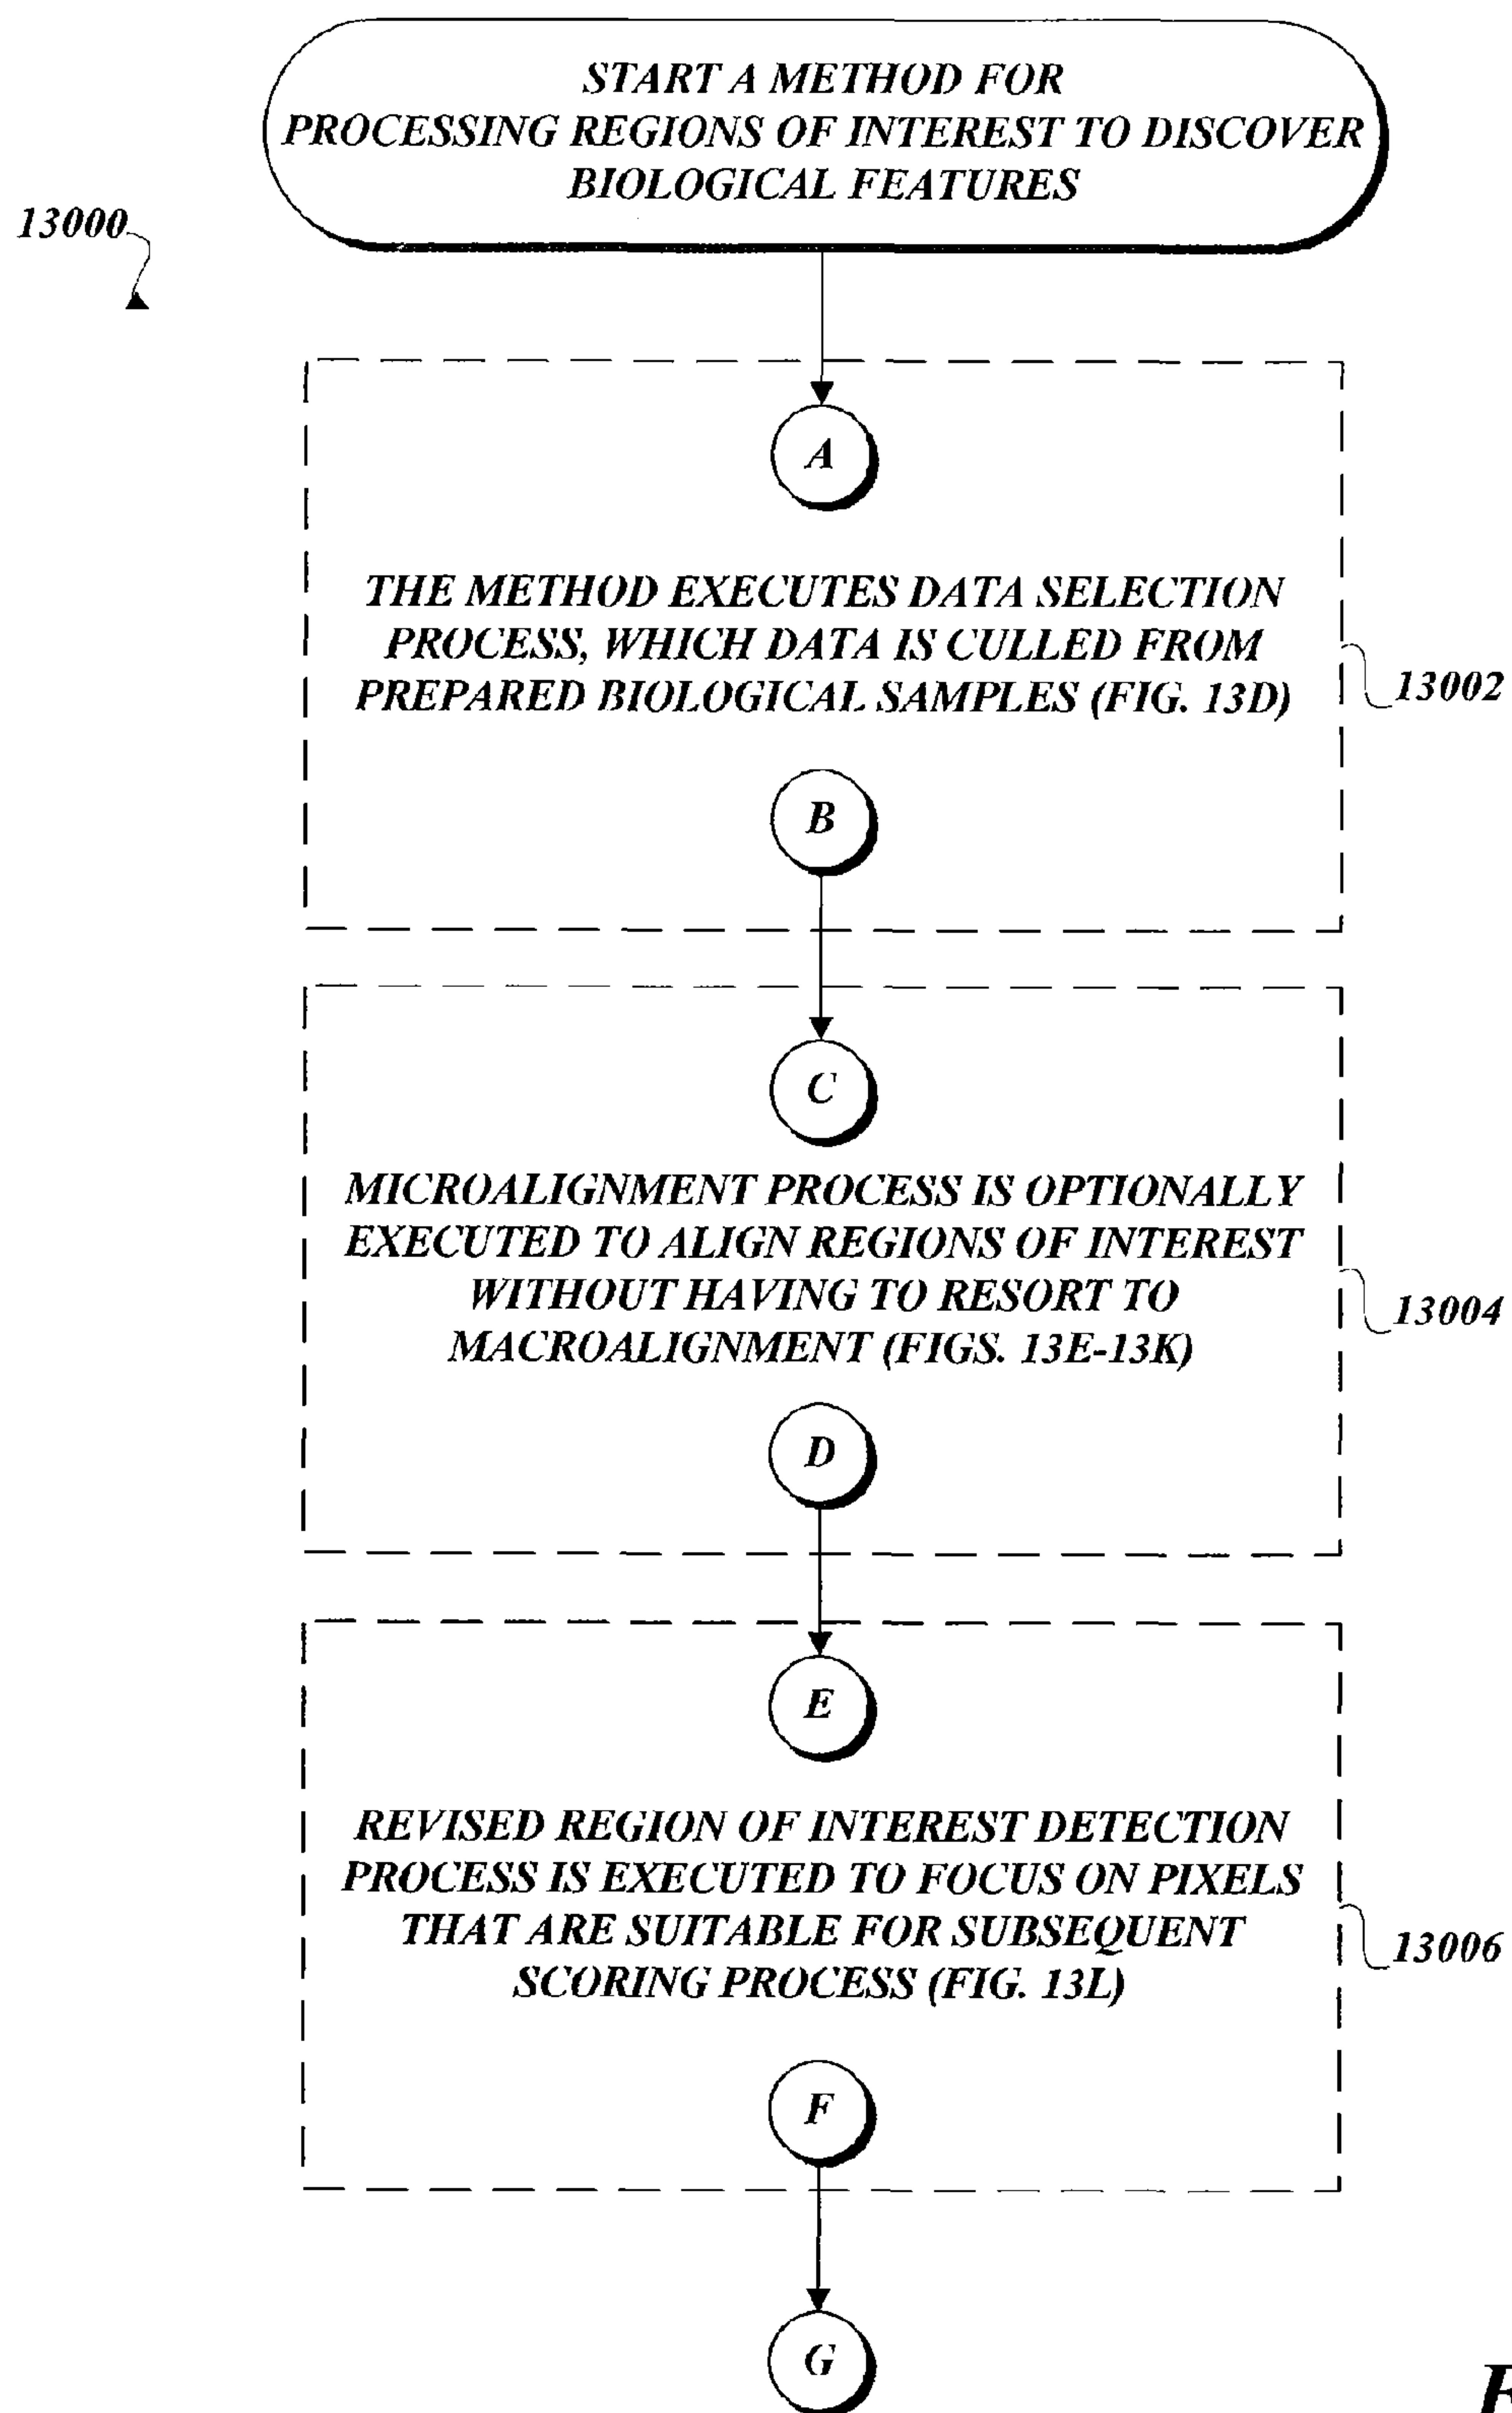 START A METHOD FOR
PROCESSING REGIONS OF INTEREST TO DISCOVER
BIOLOGICAL FEATURES
13000
A
THE METHOD EXECUTES DATA SELECTION
PROCESS, WHICH DATA IS CULLED FROM
PREPARED BIOLOGICAL SAMPLES (FIG. 13D)
13002
B
C
MICROALIGNMENT PROCESS IS OPTIONALLY
EXECUTED TO ALIGN REGIONS OF INTEREST
WITHOUT HAVING TO RESORT TO
MACROALIGNMENT (FIGS. 13E-13K)
13004
D
E
REVISED REGION OF INTEREST DETECTION
PROCESS IS EXECUTED TO FOCUS ON PIXELS
THAT ARE SUITABLE FOR SUBSEQUENT
SCORING PROCESS (FIG. 13L)
13006
F
G